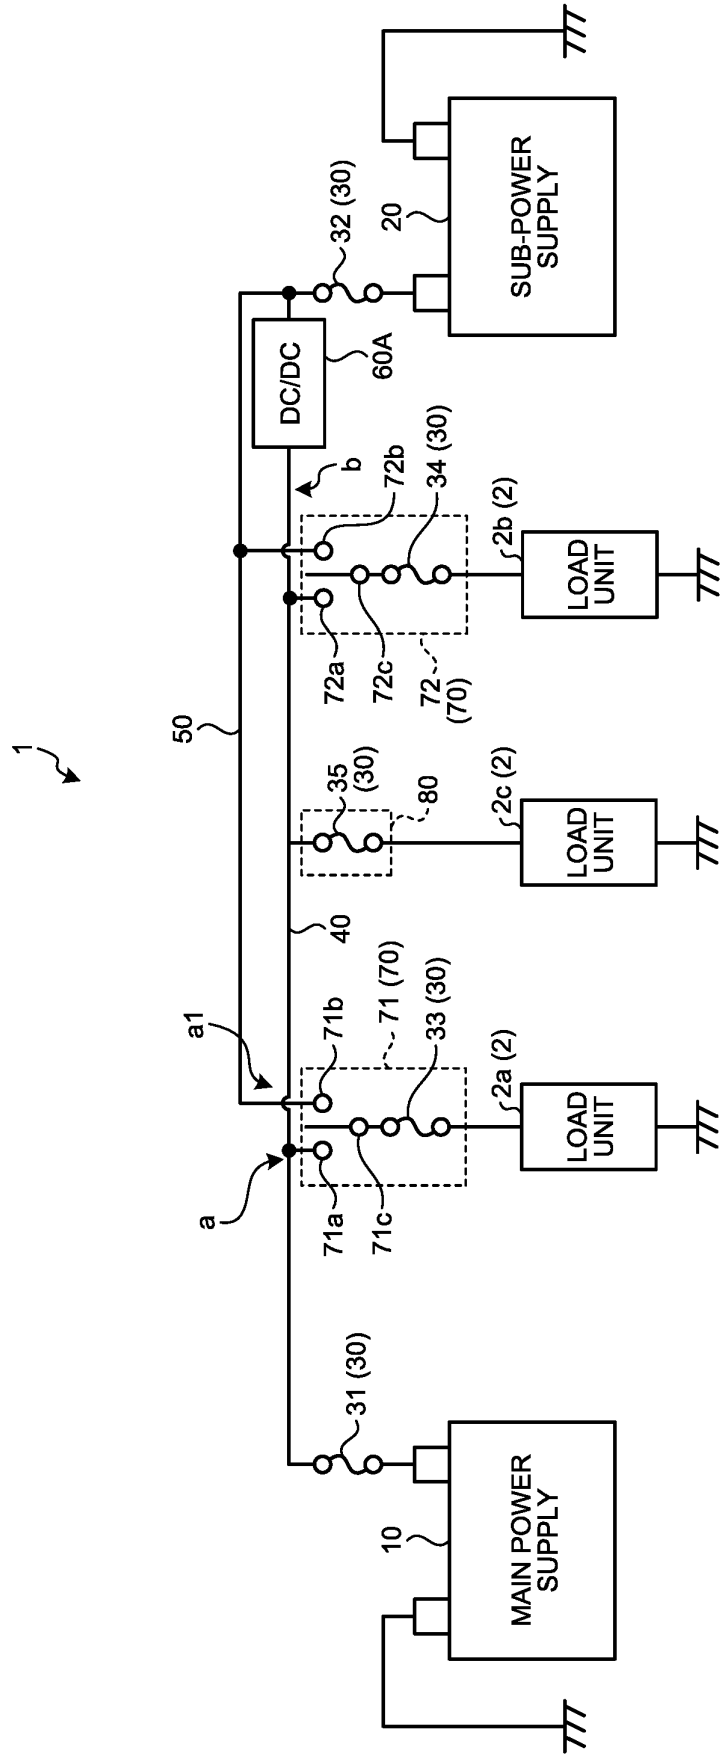 1
50
a1
a
b
40
DC/DC
60A
31 (30)
32 (30)
71a
71b
71c
71 (70)
33 (30)
35
(30)
80
72a
72b
72c
72
(70)
34 (30)
10
MAIN POWER
SUPPLY
20
SUB-POWER
SUPPLY
2a (2)
LOAD
UNIT
2c (2)
LOAD
UNIT
2b (2)
LOAD
UNIT